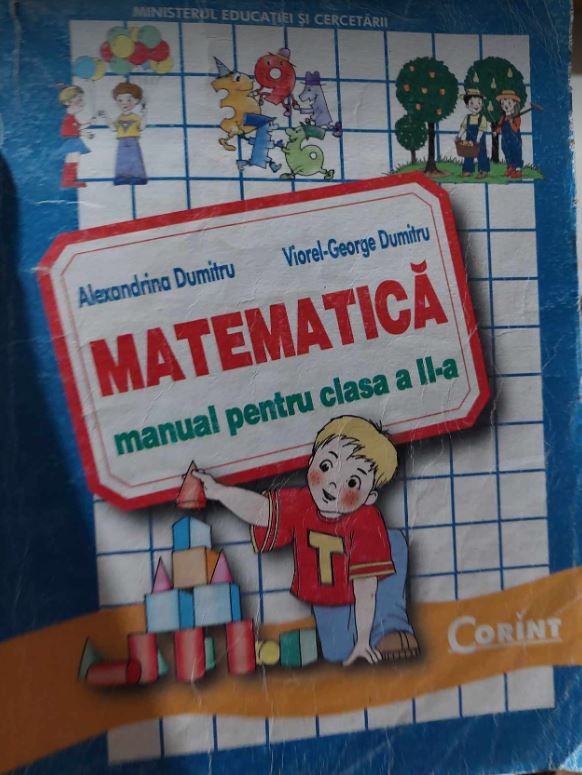 MINISTERUL EDUCAȚIEI ȘI CERCETĂRII
Alexandrina Dumitru
Viorel-George Dumitru
MATEMATICĂ
manual pentru clasa a II-a
T
CORINT